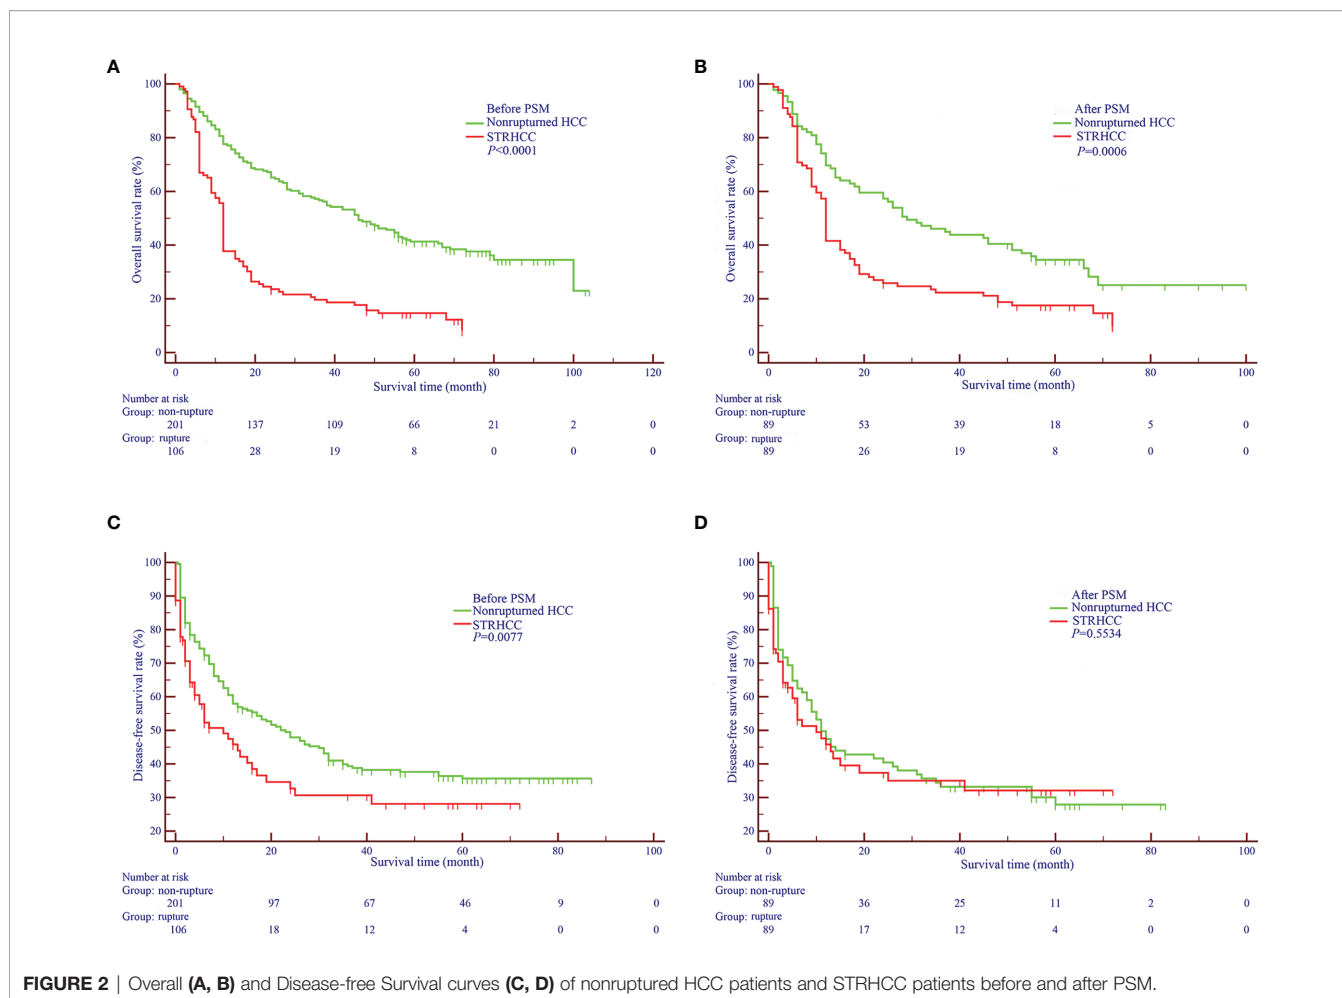 A
100
80
60
40
20
0
Overall survival rate (%)
Before PSM
Nonrupturned HCC
STRHCC
P<0.0001
0 20 40 60 80 100 120
Survival time (month)
Number at risk
Group: non-rupture
201 137 109 66 21 2 0
Group: rupture
106 28 19 8 0 0 0
B
100
80
60
40
20
0
Overall survival rate (%)
After PSM
Nonrupturned HCC
STRHCC
P=0.0006
0 20 40 60 80 100
Survival time (month)
Number at risk
Group: non-rupture
89 53 39 18 5 0
Group: rupture
89 26 19 8 0 0
C
100
90
80
70
60
50
40
30
20
Disease-free survival rate (%)
Before PSM
Nonrupturned HCC
STRHCC
P=0.0077
0 20 40 60 80 100
Survival time (month)
Number at risk
Group: non-rupture
201 97 67 46 9 0
Group: rupture
106 18 12 4 0 0
D
100
90
80
70
60
50
40
30
20
Disease-free survival rate (%)
After PSM
Nonrupturned HCC
STRHCC
P=0.5534
0 20 40 60 80 100
Survival time (month)
Number at risk
Group: non-rupture
89 36 25 11 2 0
Group: rupture
89 17 12 4 0 0
FIGURE 2 | Overall (A, B) and Disease-free Survival curves (C, D) of nonruptured HCC patients and STRHCC patients before and after PSM.